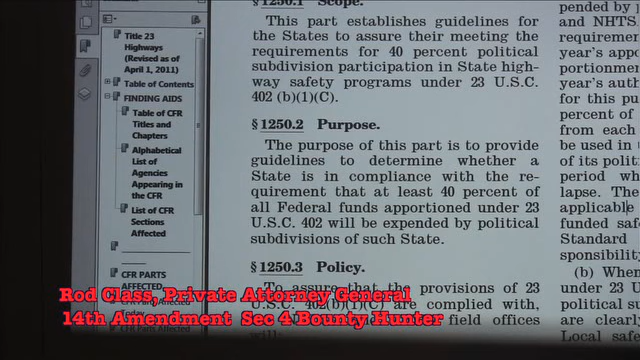 Title 23
Highways
(Revised as of
April 1, 2011)
Table of Contents
FINDING AIDS
Table of CFR
Titles and
Chapters
Alphabetical
List of
Agencies
Appearing in
the CFR
List of CFR
Sections
Affected
CFR PARTS
AFFECTED
§ 1250.1 Scope.
This part establishes guidelines for
the States to assure their meeting the
requirements for 40 percent political
subdivision participation in State high-
way safety programs under 23 U.S.C.
402 (b)(1)(C).
§ 1250.2 Purpose.
The purpose of this part is to provide
guidelines to determine whether a
State is in compliance with the re-
quirement that at least 40 percent of
all Federal funds apportioned under 23
U.S.C. 402 will be expended by political
subdivisions of such State.
§ 1250.3 Policy.
To assure that the provisions of 23
U.S.C. 402(b)(1)(C) are complied with,
field offices
will:
pended by
and NHTS
requiremen
year's appo
portionmen
year's auth
for this pu
percent of
from each
be used in
of its politi
period wh
lapse. The
applicable
funded safe
Standard
sponsibility
(b) When
under 23 U
political su
are clearly
Local safe
Rod Class, Private Attorney General
14th Amendment Sec 4 Bounty Hunter